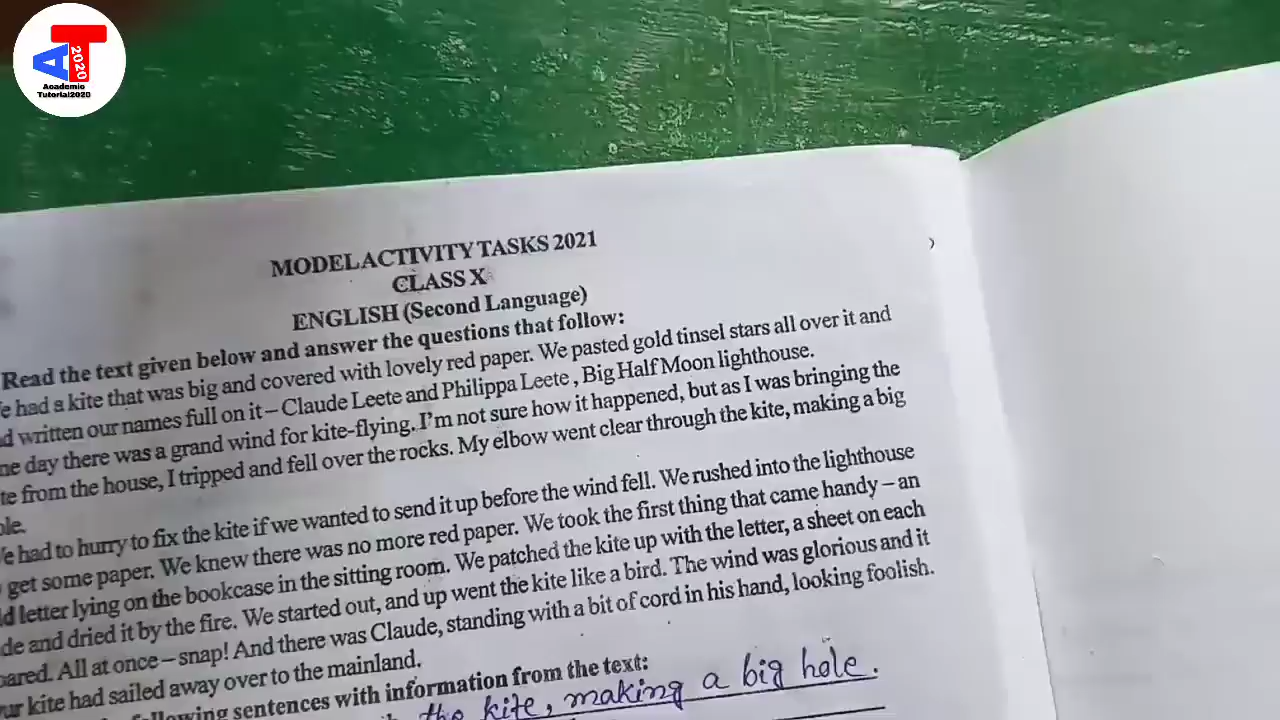 AT
2020
Academic
Tutorial2020
MODEL ACTIVITY TASKS 2021
CLASS X
ENGLISH (Second Language)
Read the text given below and answer the questions that follow:
e had a kite that was big and covered with lovely red paper. We pasted gold tinsel stars all over it and
d written our names full on it – Claude Leete and Philippa Leete , Big Half Moon lighthouse.
ne day there was a grand wind for kite-flying. I'm not sure how it happened, but as I was bringing the
te from the house, I tripped and fell over the rocks. My elbow went clear through the kite, making a big
ole.
e had to hurry to fix the kite if we wanted to send it up before the wind fell. We rushed into the lighthouse
get some paper. We knew there was no more red paper. We took the first thing that came handy – an
ld letter lying on the bookcase in the sitting room. We patched the kite up with the letter, a sheet on each
de and dried it by the fire. We started out, and up went the kite like a bird. The wind was glorious and it
oared. All at once – snap! And there was Claude, standing with a bit of cord in his hand, looking foolish.
ur kite had sailed away over to the mainland.
following sentences with information from the text:
the kite, making a big hole.